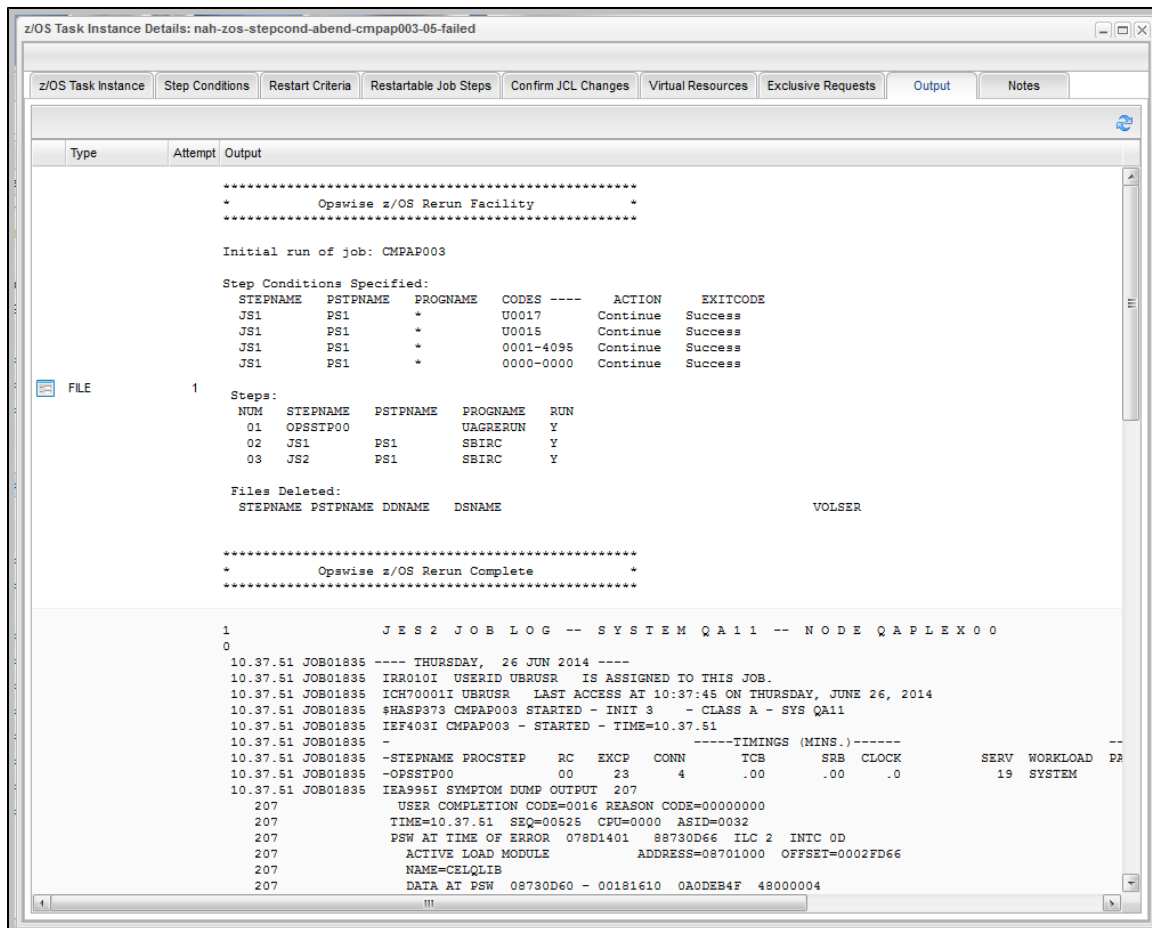 z/OS Task Instance Details: nah-zos-stepcond-abend-cmpap003-05-failed
z/OS Task Instance Step Conditions Restart Criteria Restartable Job Steps Confirm JCL Changes Virtual Resources Exclusive Requests Output Notes
Type Attempt Output
****************************************************
* Opswise z/OS Rerun Facility *
****************************************************
Initial run of job: CMPAP003
Step Conditions Specified:
STEPNAME PSTPNAME PROGNAME CODES ---- ACTION EXITCODE
JS1 PS1 * U0017 Continue Success
JS1 PS1 * U0015 Continue Success
JS1 PS1 * 0001-4095 Continue Success
JS1 PS1 * 0000-0000 Continue Success
FILE 1
Steps:
NUM STEPNAME PSTPNAME PROGNAME RUN
01 OPSSTP00 UAGRERUN Y
02 JS1 PS1 SBIRC Y
03 JS2 PS1 SBIRC Y
Files Deleted:
STEPNAME PSTPNAME DDNAME DSNAME VOLSER
****************************************************
* Opswise z/OS Rerun Complete *
****************************************************
1 J E S 2 J O B L O G -- S Y S T E M Q A 1 1 -- N O D E Q A P L E X 0 0
0
10.37.51 JOB01835 ---- THURSDAY, 26 JUN 2014 ----
10.37.51 JOB01835 IRR010I USERID UBRUSR IS ASSIGNED TO THIS JOB.
10.37.51 JOB01835 ICH70001I UBRUSR LAST ACCESS AT 10:37:45 ON THURSDAY, JUNE 26, 2014
10.37.51 JOB01835 $HASP373 CMPAP003 STARTED - INIT 3 - CLASS A - SYS QA11
10.37.51 JOB01835 IEF403I CMPAP003 - STARTED - TIME=10.37.51
10.37.51 JOB01835 - -----TIMINGS (MINS.)------ --
10.37.51 JOB01835 -STEPNAME PROCSTEP RC EXCP CONN TCB SRB CLOCK SERV WORKLOAD PA
10.37.51 JOB01835 -OPSSTP00 00 23 4 .00 .00 .0 19 SYSTEM
10.37.51 JOB01835 IEA995I SYMPTOM DUMP OUTPUT 207
207 USER COMPLETION CODE=0016 REASON CODE=00000000
207 TIME=10.37.51 SEQ=00525 CPU=0000 ASID=0032
207 PSW AT TIME OF ERROR 078D1401 88730D66 ILC 2 INTC 0D
207 ACTIVE LOAD MODULE ADDRESS=08701000 OFFSET=0002FD66
207 NAME=CELQLIB
207 DATA AT PSW 08730D60 - 00181610 0A0DEB4F 48000004